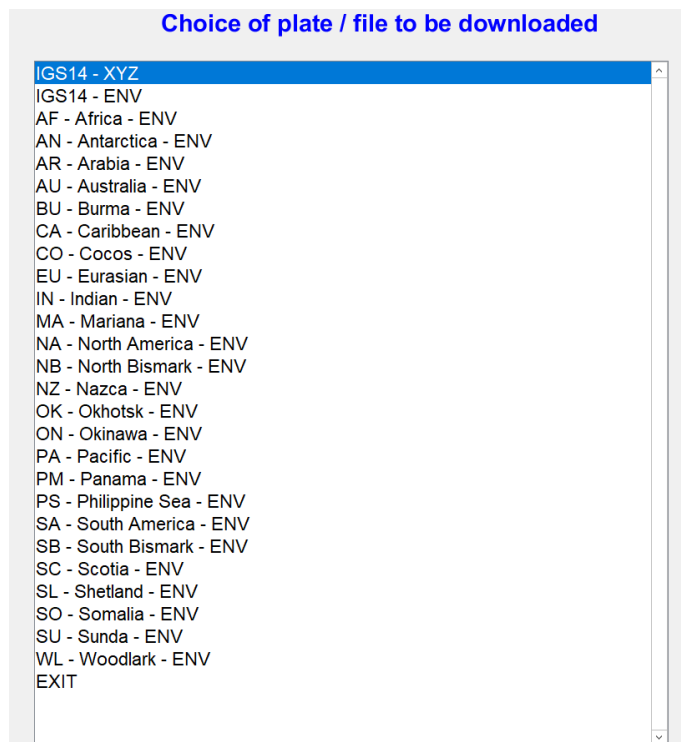 Choice of plate / file to be downloaded
IGS14 - XYZ
IGS14 - ENV
AF - Africa - ENV
AN - Antarctica - ENV
AR - Arabia - ENV
AU - Australia - ENV
BU - Burma - ENV
CA - Caribbean - ENV
CO - Cocos - ENV
EU - Eurasian - ENV
IN - Indian - ENV
MA - Mariana - ENV
NA - North America - ENV
NB - North Bismark - ENV
NZ - Nazca - ENV
OK - Okhotsk - ENV
ON - Okinawa - ENV
PA - Pacific - ENV
PM - Panama - ENV
PS - Philippine Sea - ENV
SA - South America - ENV
SB - South Bismark - ENV
SC - Scotia - ENV
SL - Shetland - ENV
SO - Somalia - ENV
SU - Sunda - ENV
WL - Woodlark - ENV
EXIT